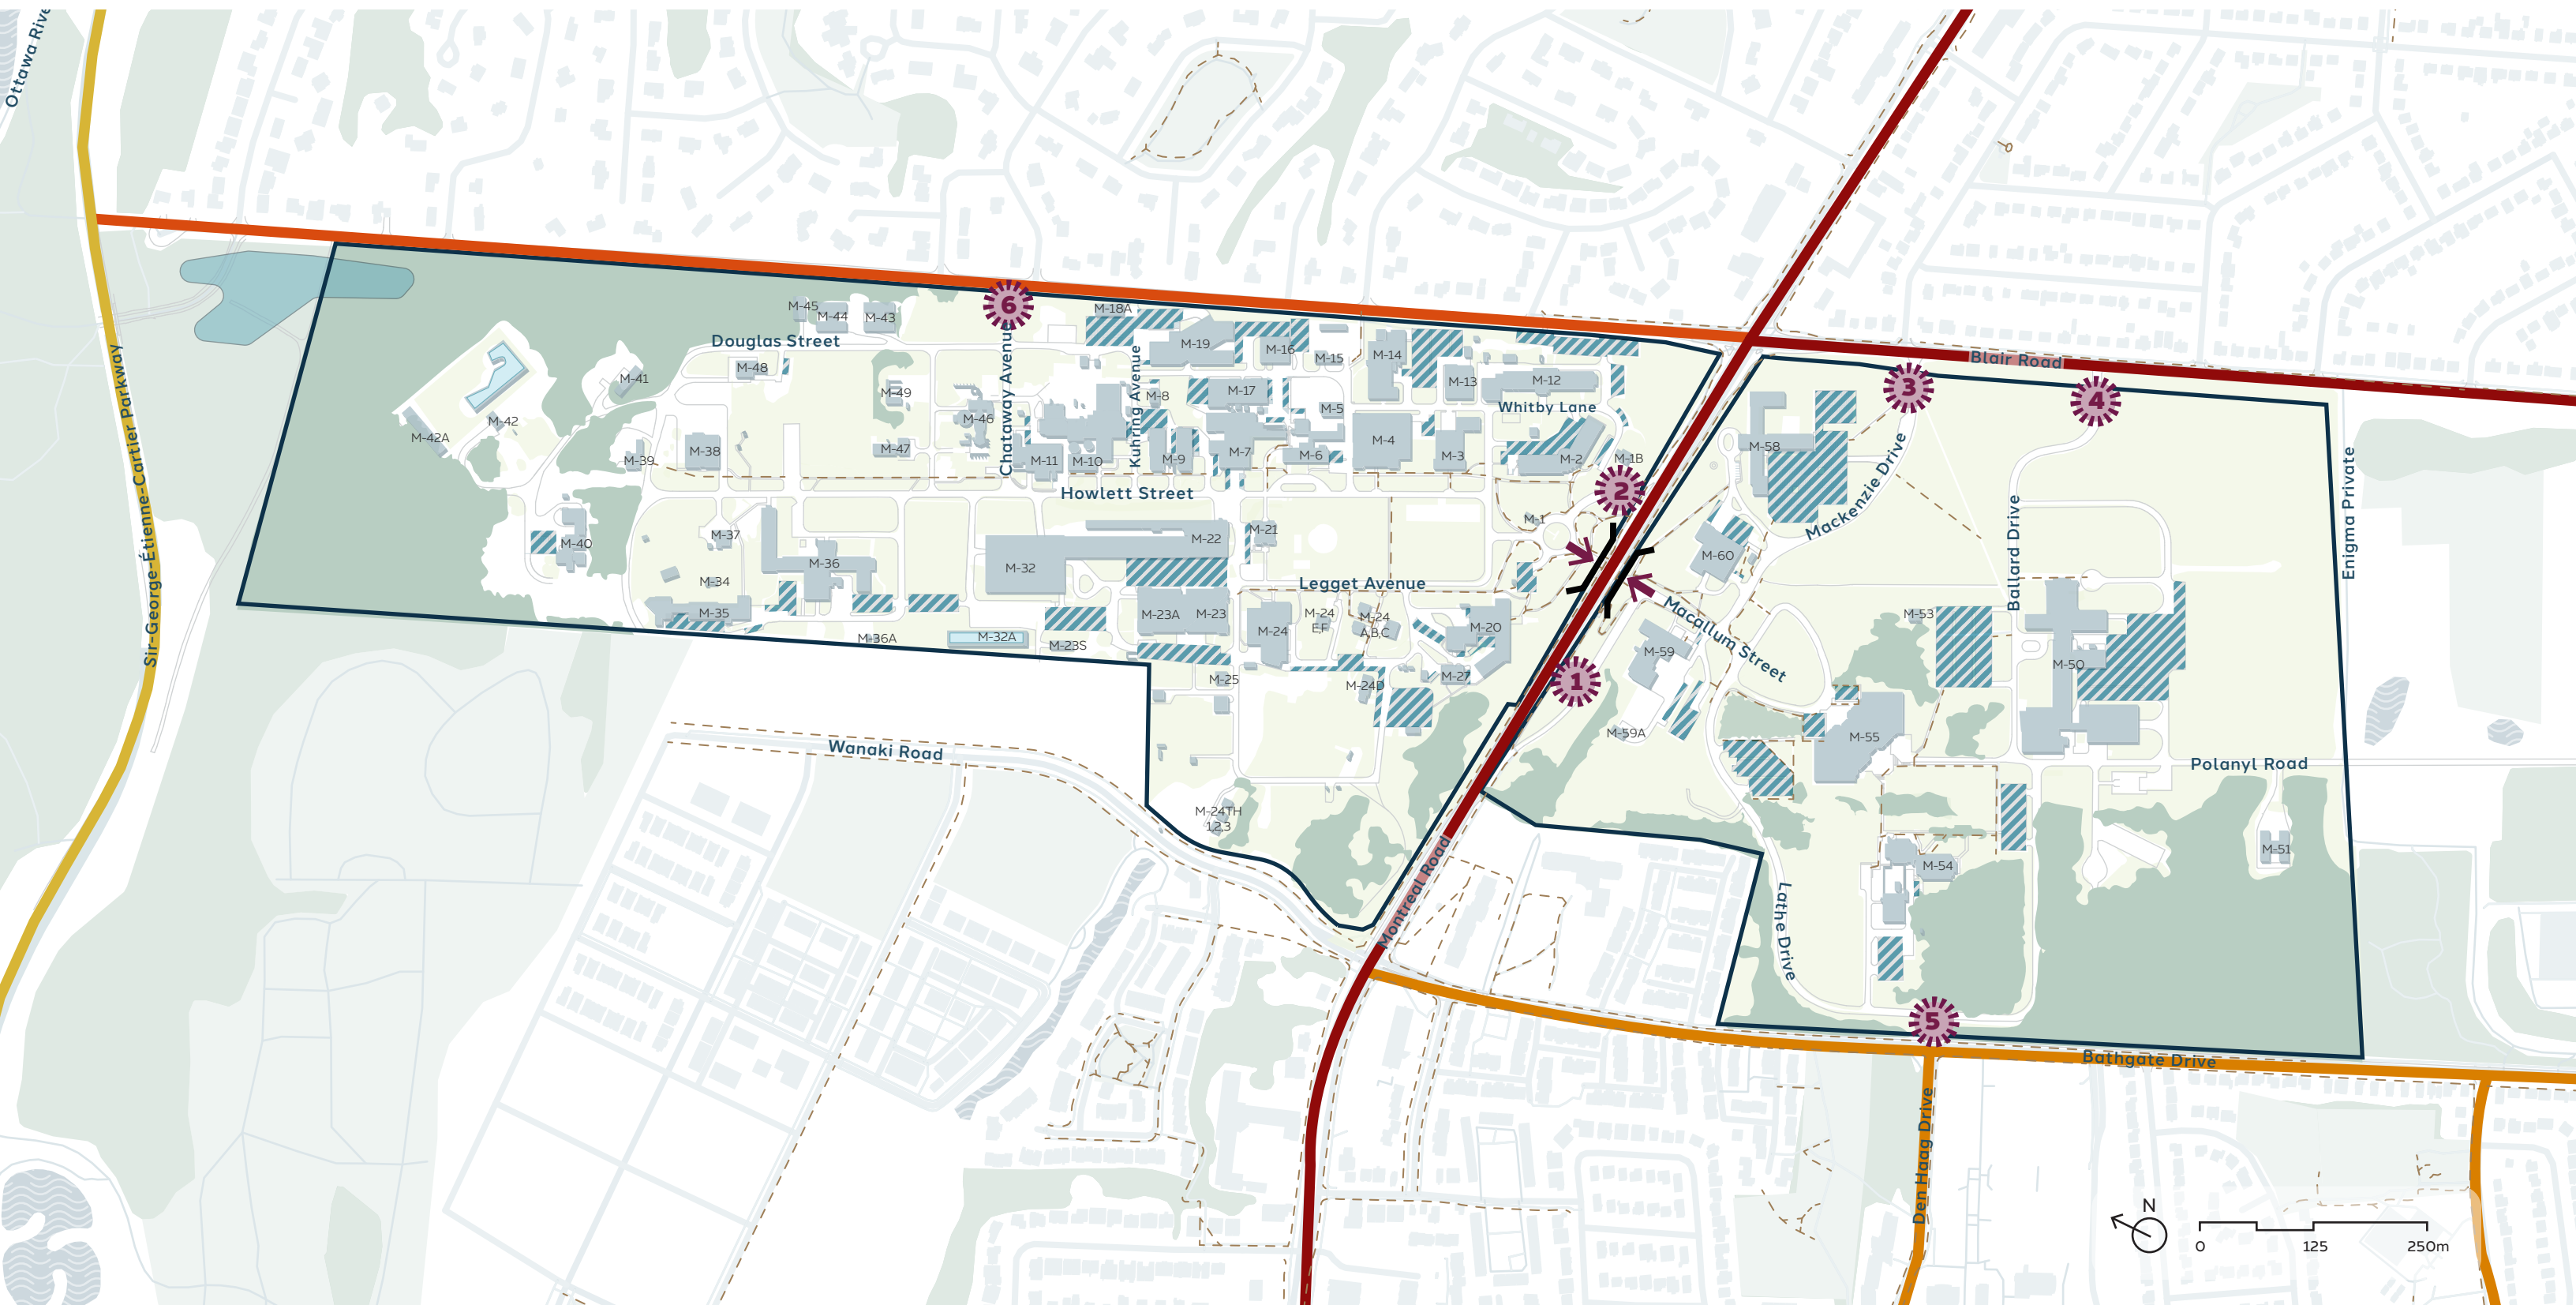 Ottawa Rive
Sir-George-Étienne-Cartier Parkway
6
M-45
M-44
M-43
M-18A
Douglas Street
M-48
M-41
M-49
M-46
M-47
M-42
M-42A
M-39
M-38
Chataway Avenue
Kuhring Avenue
M-19
M-16
M-15
M-14
M-13
M-12
M-17
M-8
M-5
Whitby Lane
M-11
M-10
M-9
M-7
M-6
M-4
M-3
M-2
M-1B
2
Howlett Street
M-1
M-40
M-37
M-36
M-34
M-35
M-32
M-22
M-21
Legget Avenue
M-23A
M-23
M-24
M-24
E,F
M-24
A,B,C
M-20
M-36A
M-32A
M-23S
M-25
M-24D
M-27
M-24TH
1,2,3
Wanaki Road
Montreal Road
1
Blair Road
3
4
M-58
Mackenzie Drive
Ballard Drive
Enigma Private
M-60
Macallum Street
M-59
M-59A
M-53
M-50
M-55
Polanyl Road
M-51
M-54
Lathe Drive
5
Bathgate Drive
Den Haag Drive
N
0
125
250m